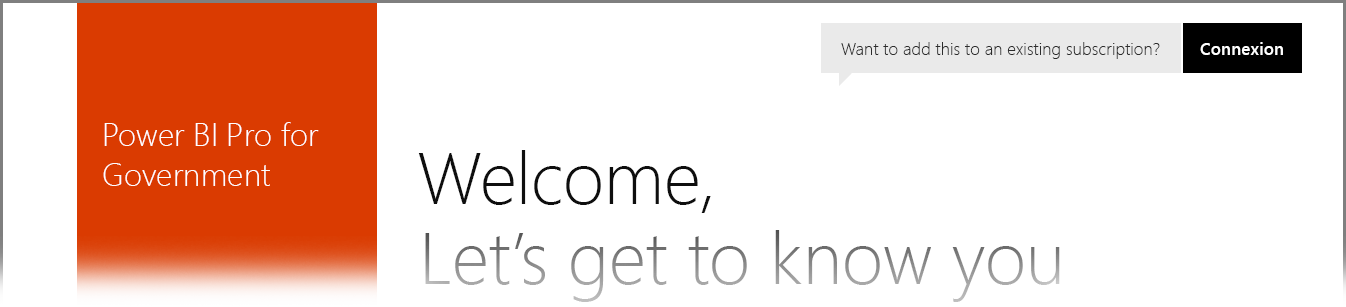 Want to add this to an existing subscription? Connexion
Power BI Pro for
Government
Welcome,
Let's get to know you